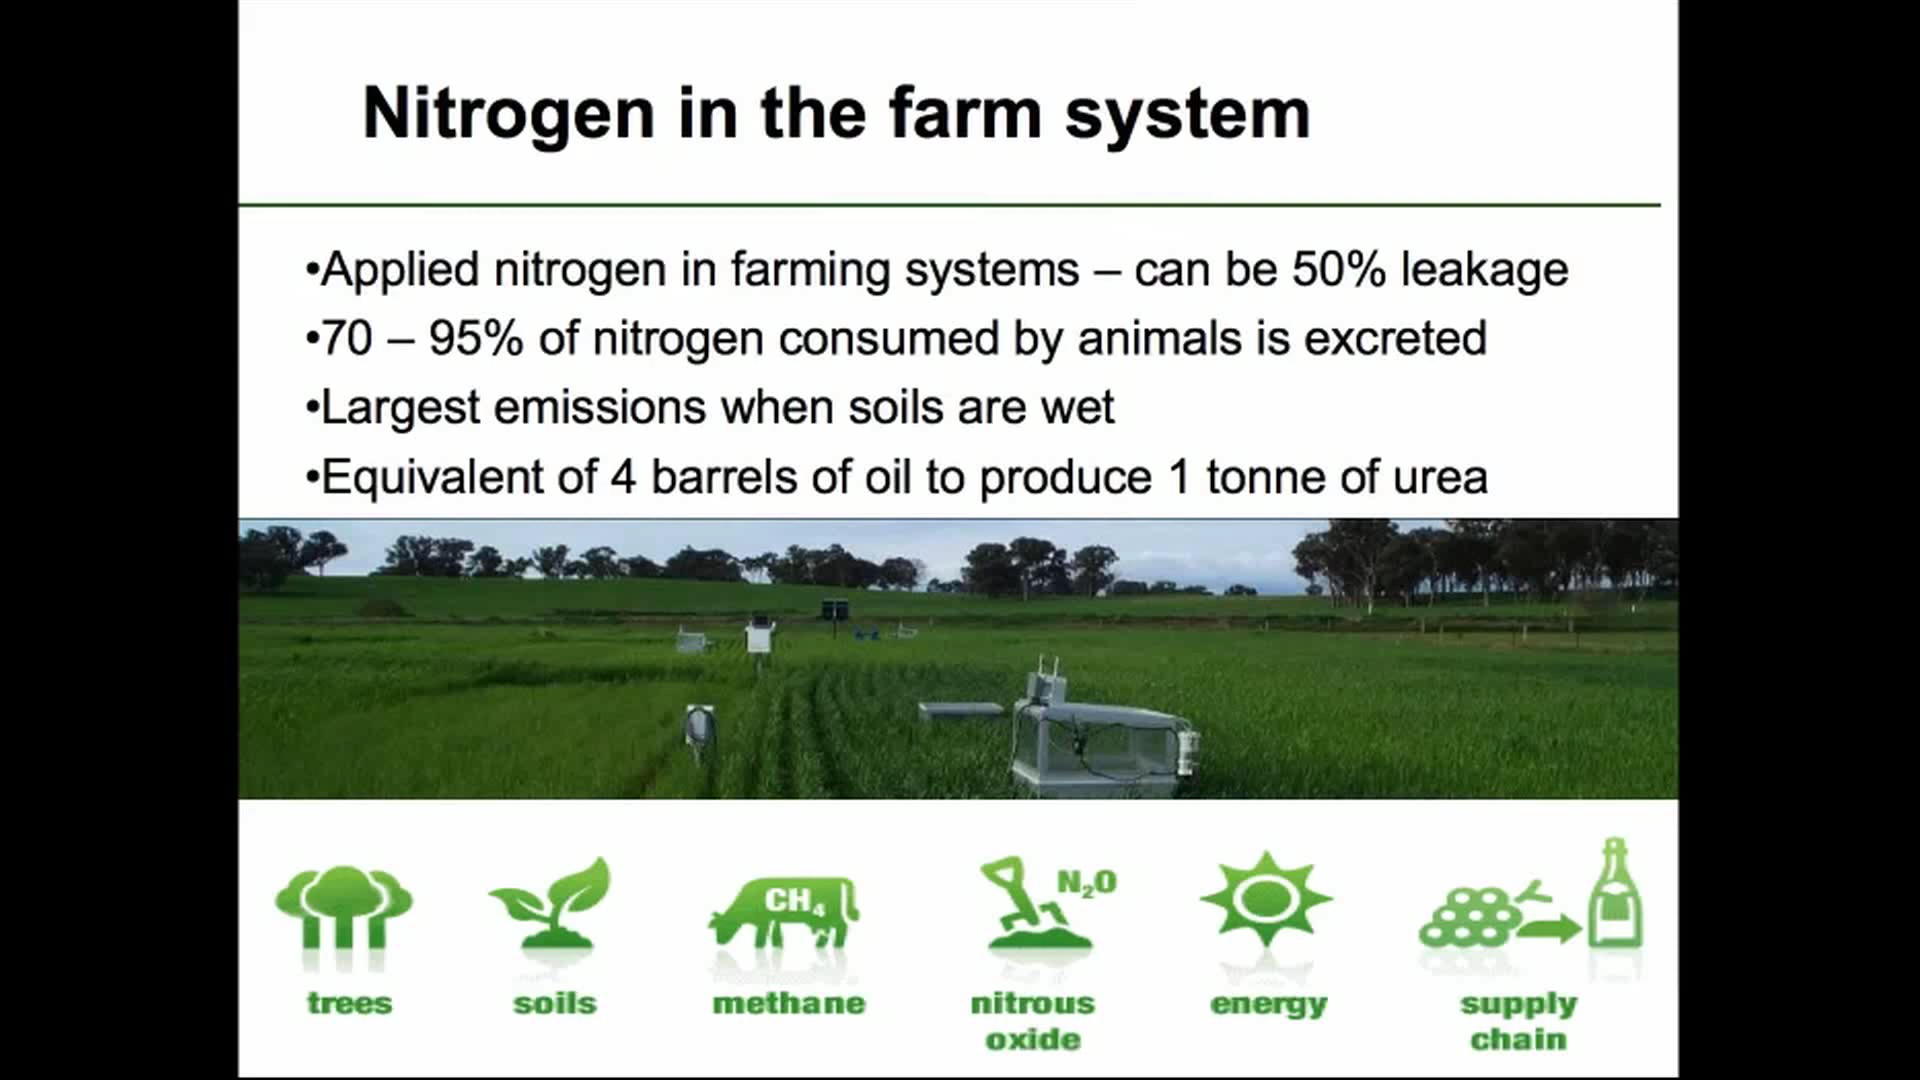 Nitrogen in the farm system
•Applied nitrogen in farming systems – can be 50% leakage
•70 – 95% of nitrogen consumed by animals is excreted
•Largest emissions when soils are wet
•Equivalent of 4 barrels of oil to produce 1 tonne of urea
CH₄
N₂O
trees
soils
methane
nitrous
oxide
energy
supply
chain